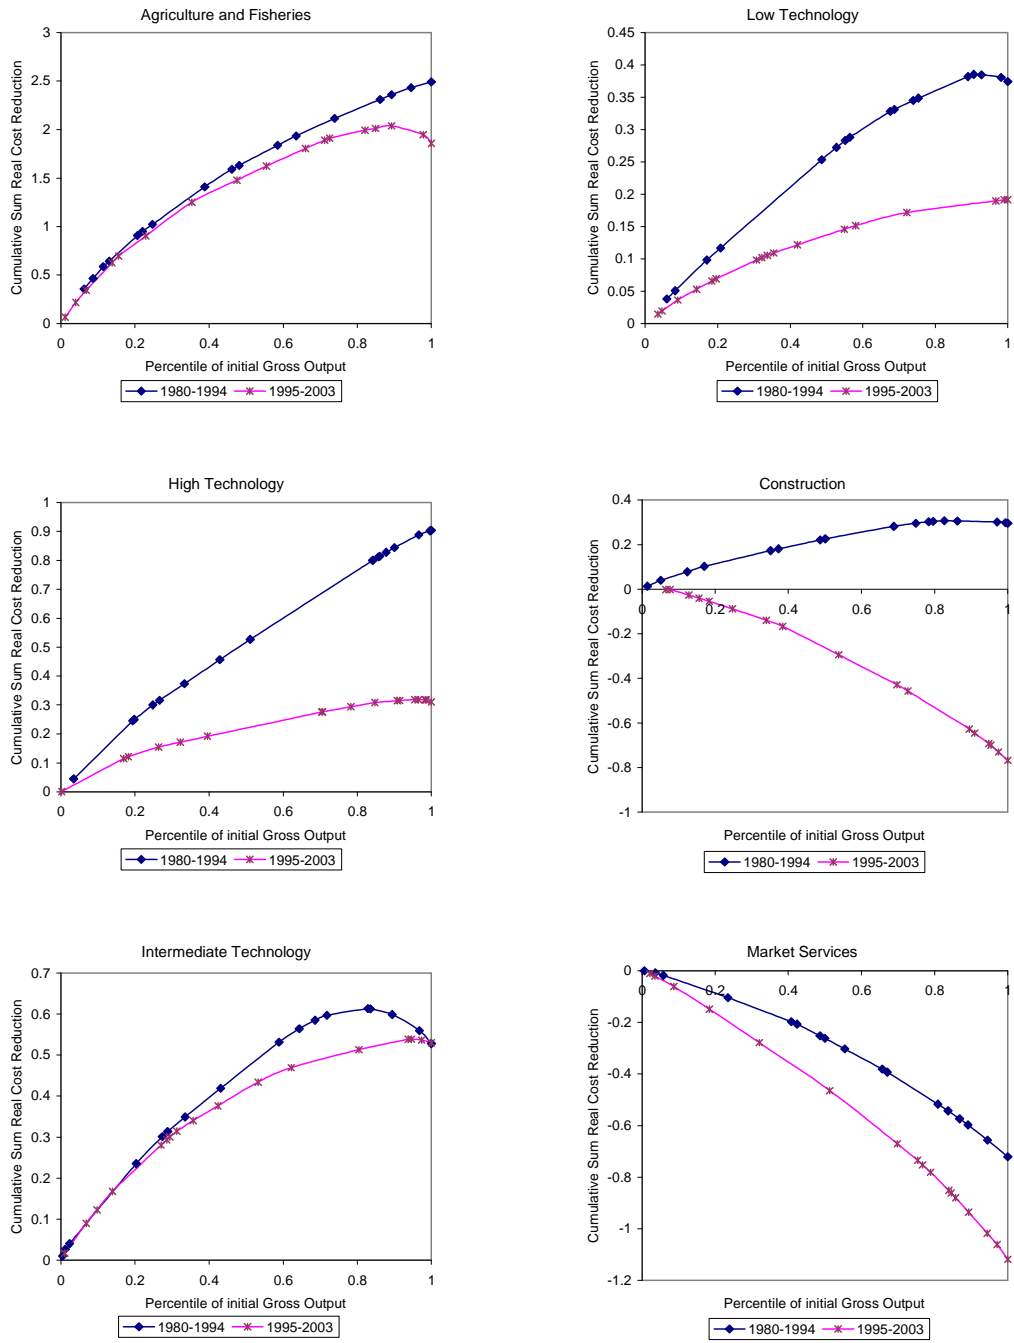 Agriculture and Fisheries
Cumulative Sum Real Cost Reduction
3
2.5
2
1.5
1
0.5
0
0 0.2 0.4 0.6 0.8 1
Percentile of initial Gross Output
1980-1994 1995-2003
Low Technology
Cumulative Sum Real Cost Reduction
0.45
0.4
0.35
0.3
0.25
0.2
0.15
0.1
0.05
0
0 0.2 0.4 0.6 0.8 1
Percentile of initial Gross Output
1980-1994 1995-2003
High Technology
Cumulative Sum Real Cost Reduction
1
0.9
0.8
0.7
0.6
0.5
0.4
0.3
0.2
0.1
0
0 0.2 0.4 0.6 0.8 1
Percentile of initial Gross Output
1980-1994 1995-2003
Construction
Cumulative Sum Real Cost Reduction
0.4
0.2
0
0 0.2 0.4 0.6 0.8 1
-0.2
-0.4
-0.6
-0.8
-1
Percentile of initial Gross Output
1980-1994 1995-2003
Intermediate Technology
Cumulative Sum Real Cost Reduction
0.7
0.6
0.5
0.4
0.3
0.2
0.1
0
0 0.2 0.4 0.6 0.8 1
Percentile of initial Gross Output
1980-1994 1995-2003
Market Services
Cumulative Sum Real Cost Reduction
0
0 0.2 0.4 0.6 0.8 1
-0.2
-0.4
-0.6
-0.8
-1
-1.2
Percentile of initial Gross Output
1980-1994 1995-2003